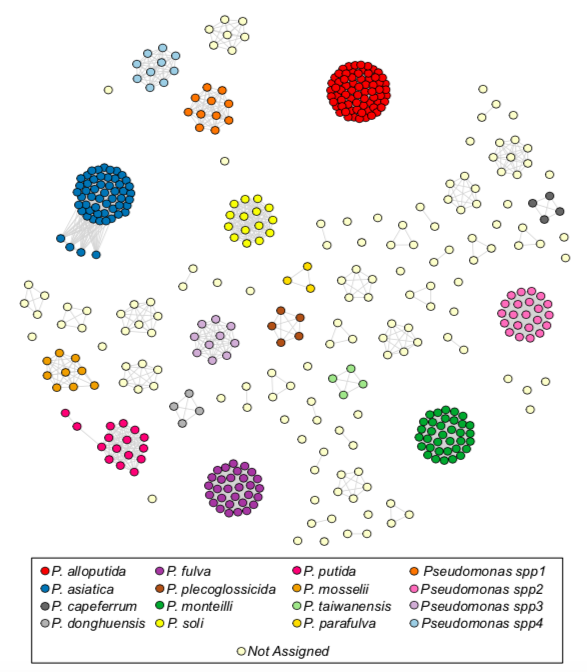 P. alloputida P. fulva P. putida Pseudomonas spp1
P. asiatica P. plecoglossicida P. mosselii Pseudomonas spp2
P. capeferrum P. monteilli P. taiwanensis Pseudomonas spp3
P. donghuensis P. soli P. parafulva Pseudomonas spp4
Not Assigned